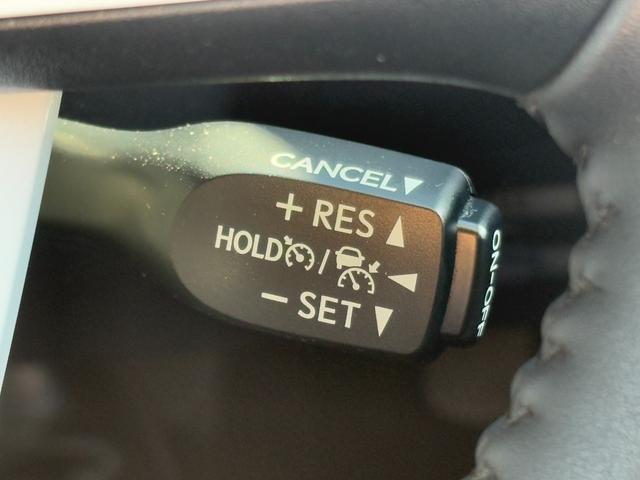 CANCEL▼
+ RES ▲
HOLD / ◀
− SET ▼
ON-OFF